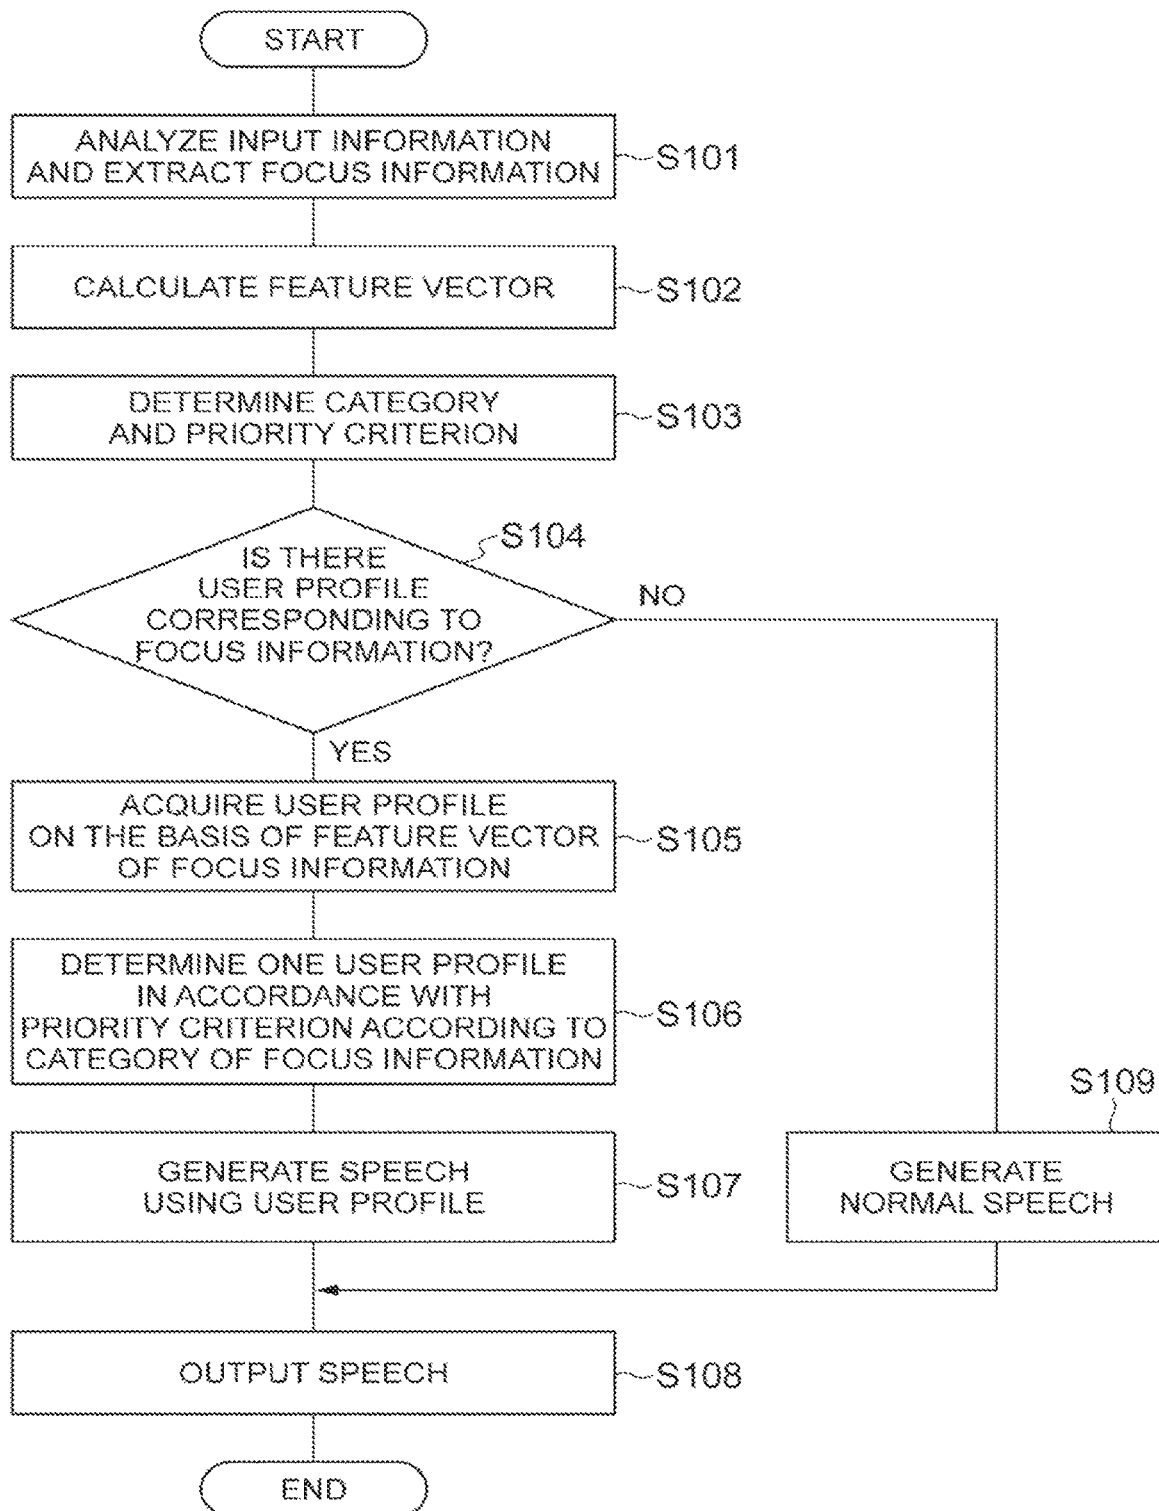 START
ANALYZE INPUT INFORMATION
AND EXTRACT FOCUS INFORMATION
S101
CALCULATE FEATURE VECTOR
S102
DETERMINE CATEGORY
AND PRIORITY CRITERION
S103
S104
IS THERE
USER PROFILE
CORRESPONDING TO
FOCUS INFORMATION?
NO
YES
ACQUIRE USER PROFILE
ON THE BASIS OF FEATURE VECTOR
OF FOCUS INFORMATION
S105
DETERMINE ONE USER PROFILE
IN ACCORDANCE WITH
PRIORITY CRITERION ACCORDING TO
CATEGORY OF FOCUS INFORMATION
S106
GENERATE SPEECH
USING USER PROFILE
S107
S109
GENERATE
NORMAL SPEECH
OUTPUT SPEECH
S108
END